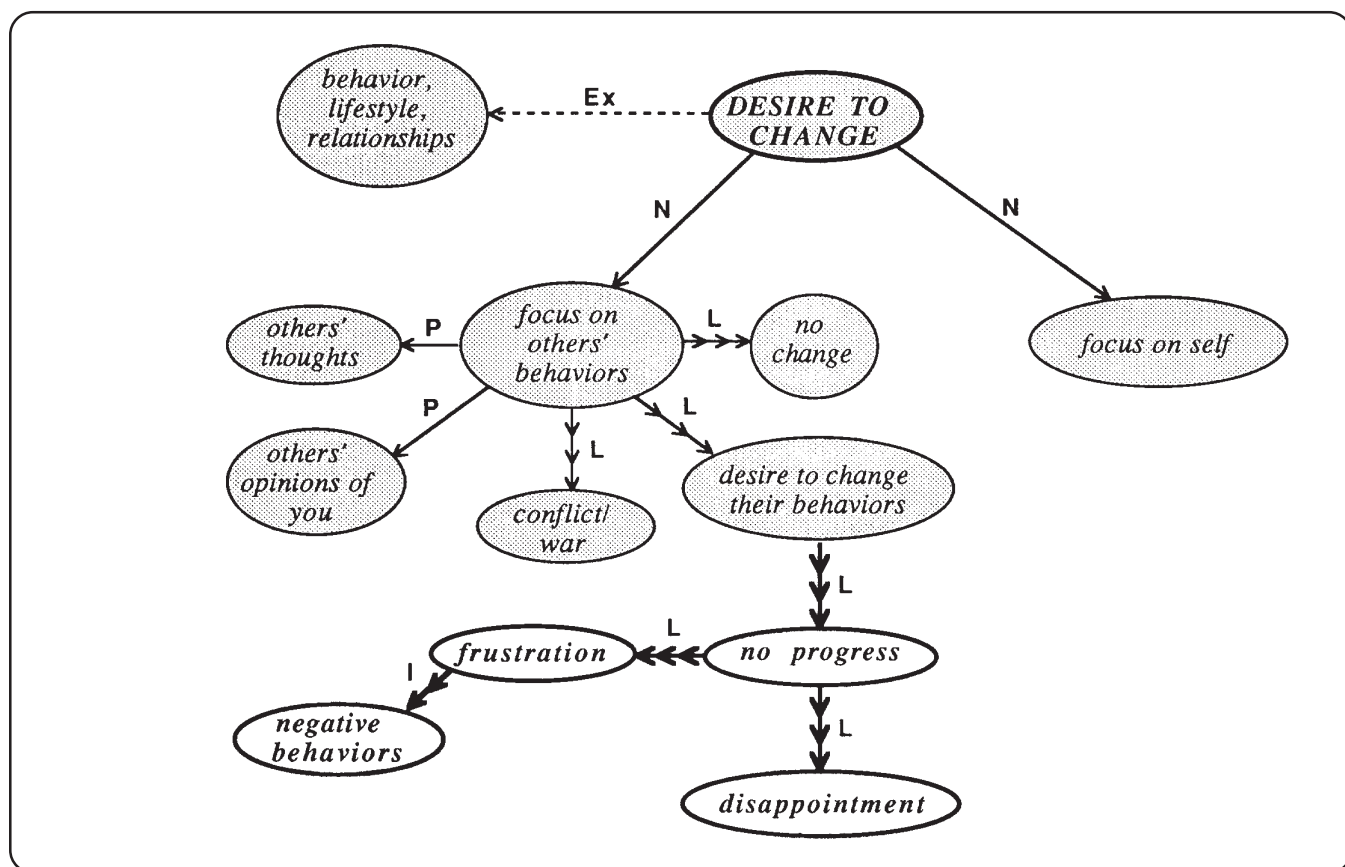 behavior,
lifestyle,
relationships
Ex
DESIRE TO
CHANGE
N
N
others'
thoughts
P
focus on
others'
behaviors
L
no
change
focus on self
P
L
L
others'
opinions of
you
conflict/
war
desire to change
their behaviors
L
frustration
L
no progress
I
negative
behaviors
L
disappointment